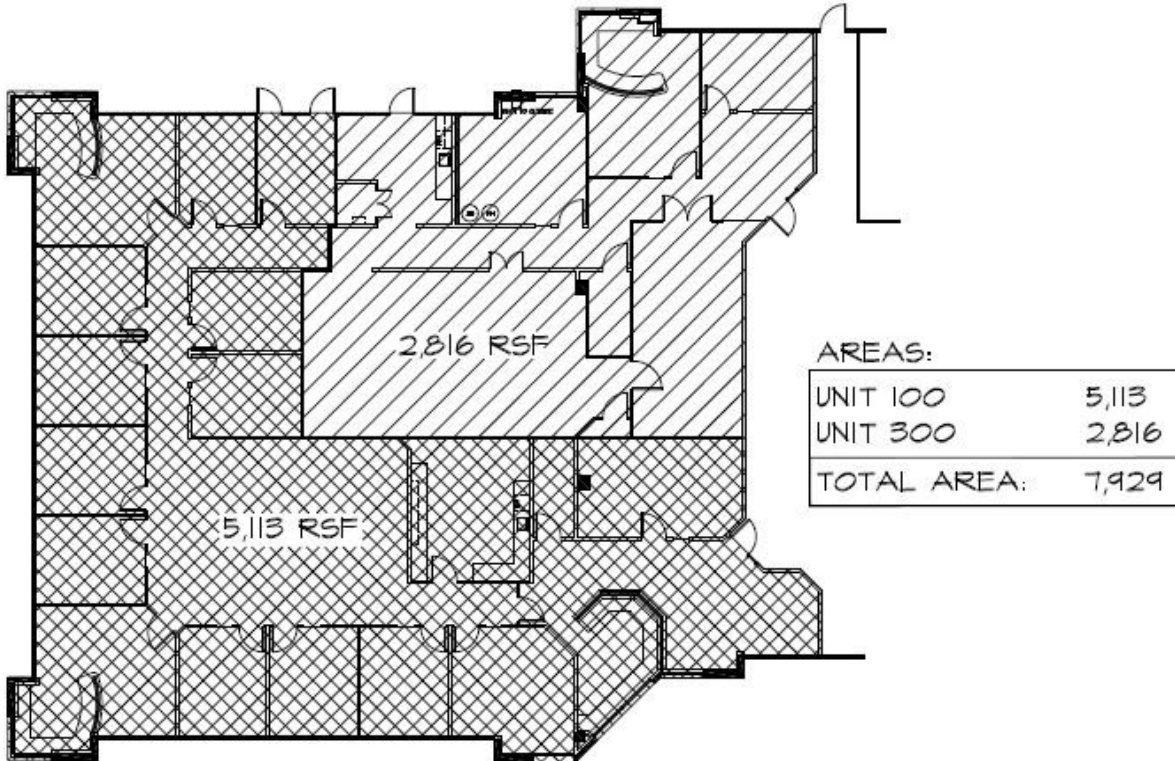 2,816 RSF
AREAS:
UNIT 100 5,113
UNIT 300 2,816
TOTAL AREA: 7,929
5,113 RSF